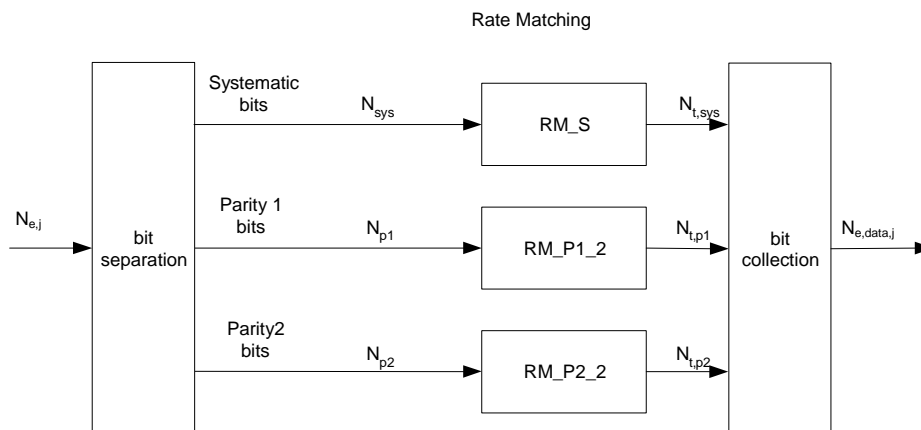 Rate Matching
Systematic
bits
N_sys
RM_S
N_t,sys
N_e,j
bit
separation
Parity 1
bits
N_p1
RM_P1_2
N_t,p1
bit
collection
N_e,data,j
Parity2
bits
N_p2
RM_P2_2
N_t,p2